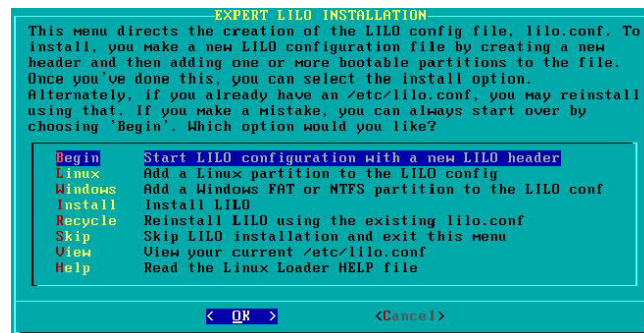 EXPERT LILO INSTALLATION
This menu directs the creation of the LILO config file, lilo.conf. To
install, you make a new LILO configuration file by creating a new
header and then adding one or more bootable partitions to the file.
Once you've done this, you can select the install option.
Alternately, if you already have an /etc/lilo.conf, you may reinstall
using that. If you make a mistake, you can always start over by
choosing 'Begin'. Which option would you like?
Begin Start LILO configuration with a new LILO header
Linux Add a Linux partition to the LILO config
Windows Add a Windows FAT or NTFS partition to the LILO conf
Install Install LILO
Recycle Reinstall LILO using the existing lilo.conf
Skip Skip LILO installation and exit this menu
View View your current /etc/lilo.conf
Help Read the Linux Loader HELP file
< OK > <Cancel>